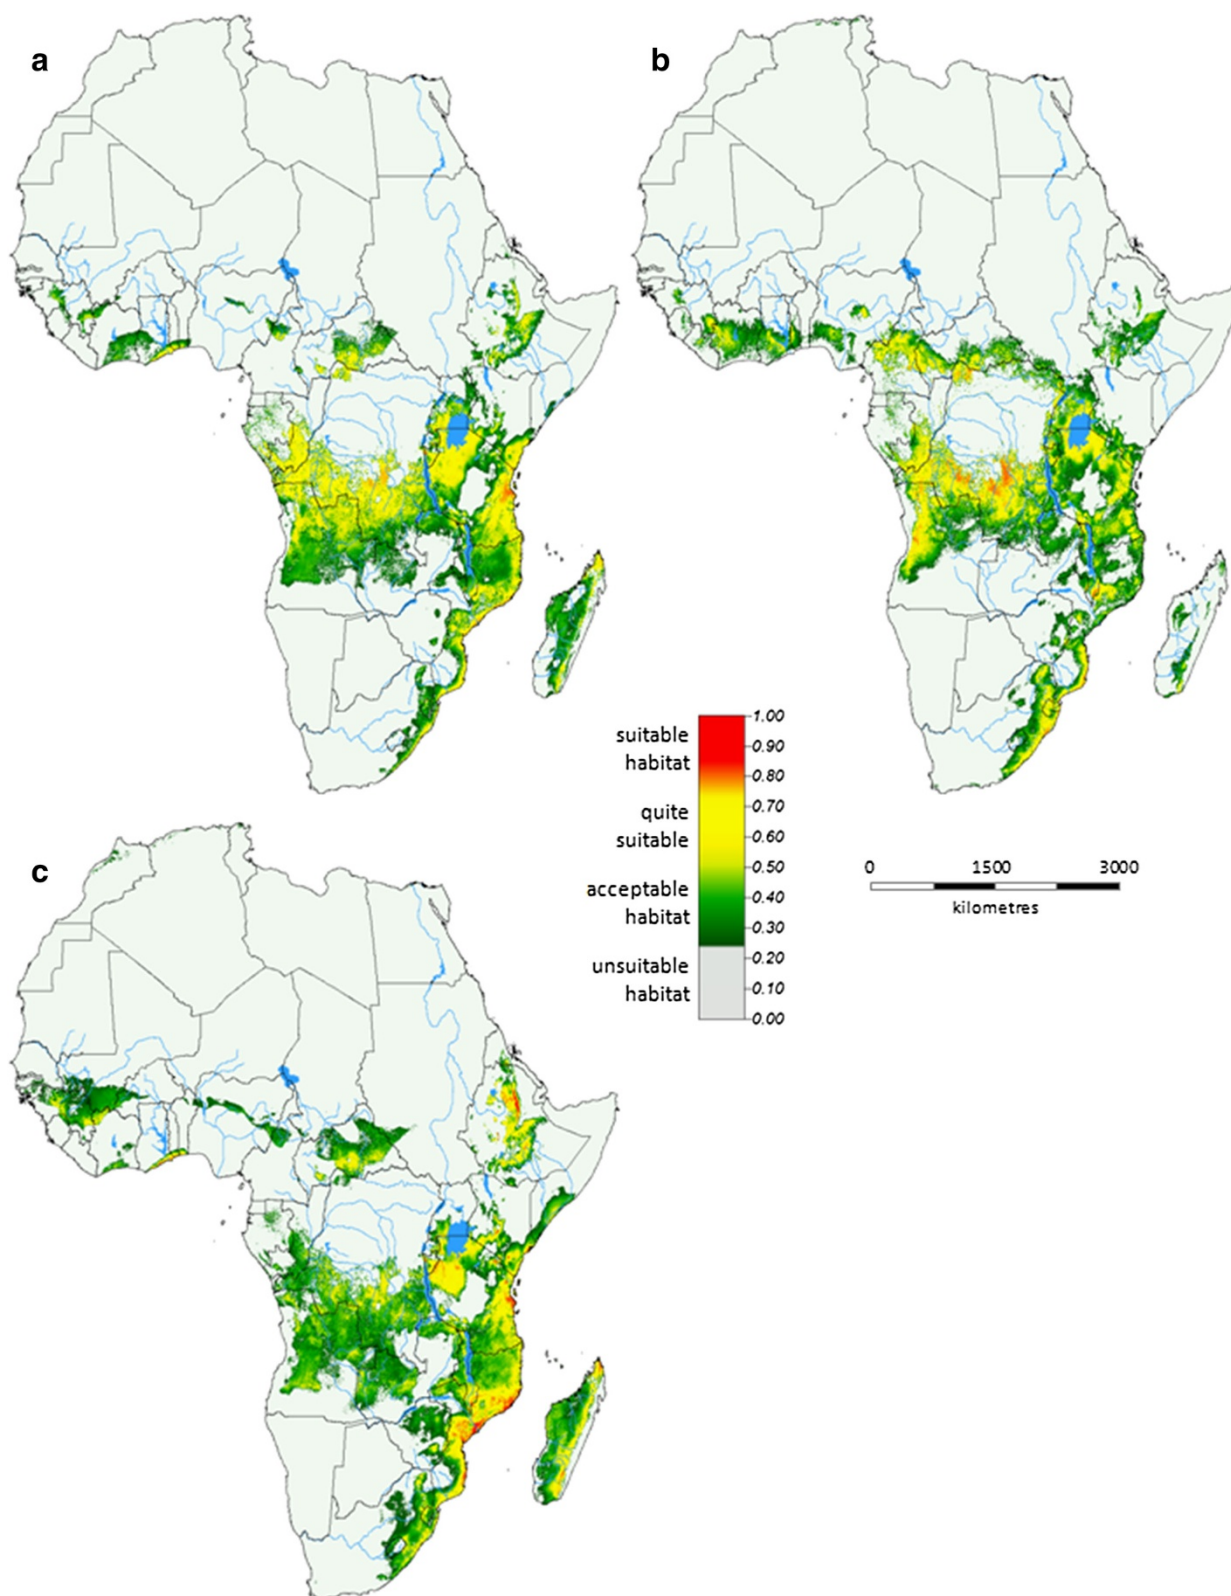 a
b
suitable
habitat
quite
suitable
acceptable
habitat
unsuitable
habitat
1.00
0.90
0.80
0.70
0.60
0.50
0.40
0.30
0.20
0.10
0.00
0 1500 3000
kilometres
c